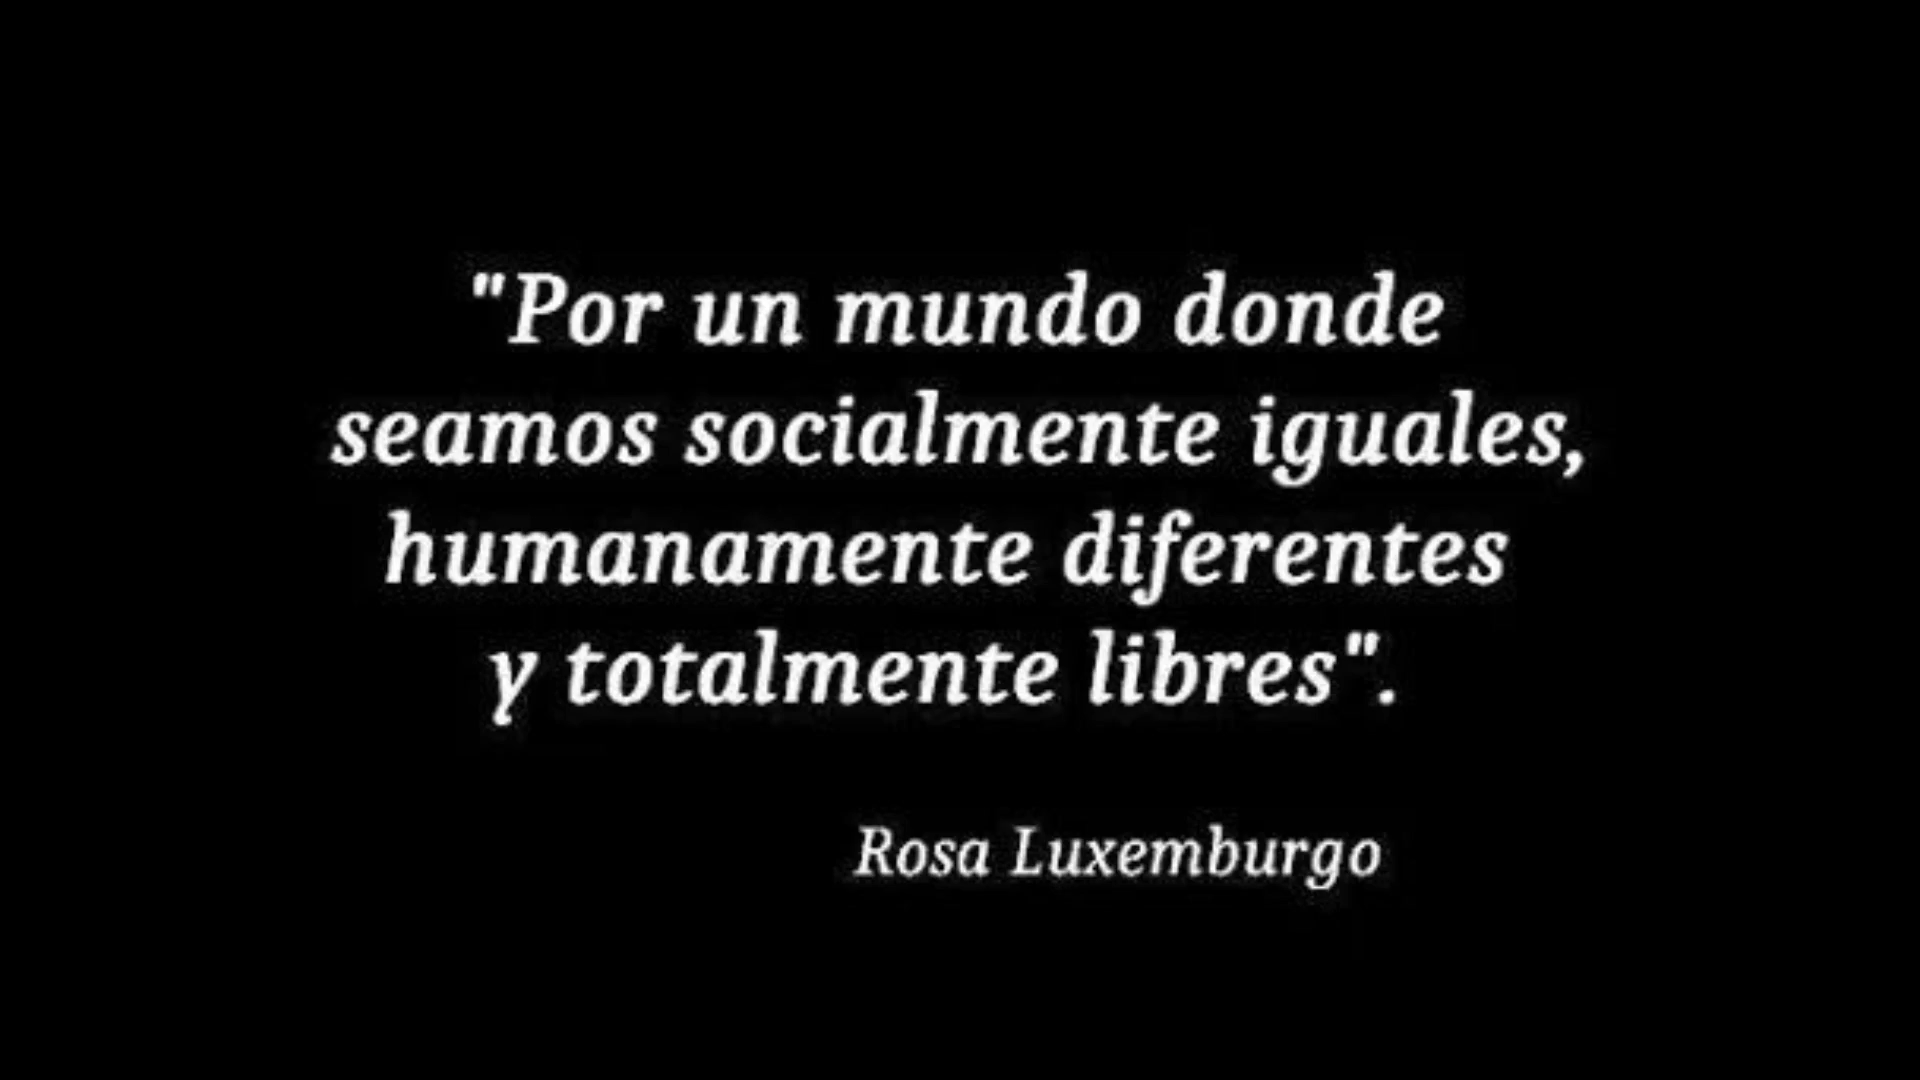 "Por un mundo donde
seamos socialmente iguales,
humanamente diferentes
y totalmente libres".
Rosa Luxemburgo